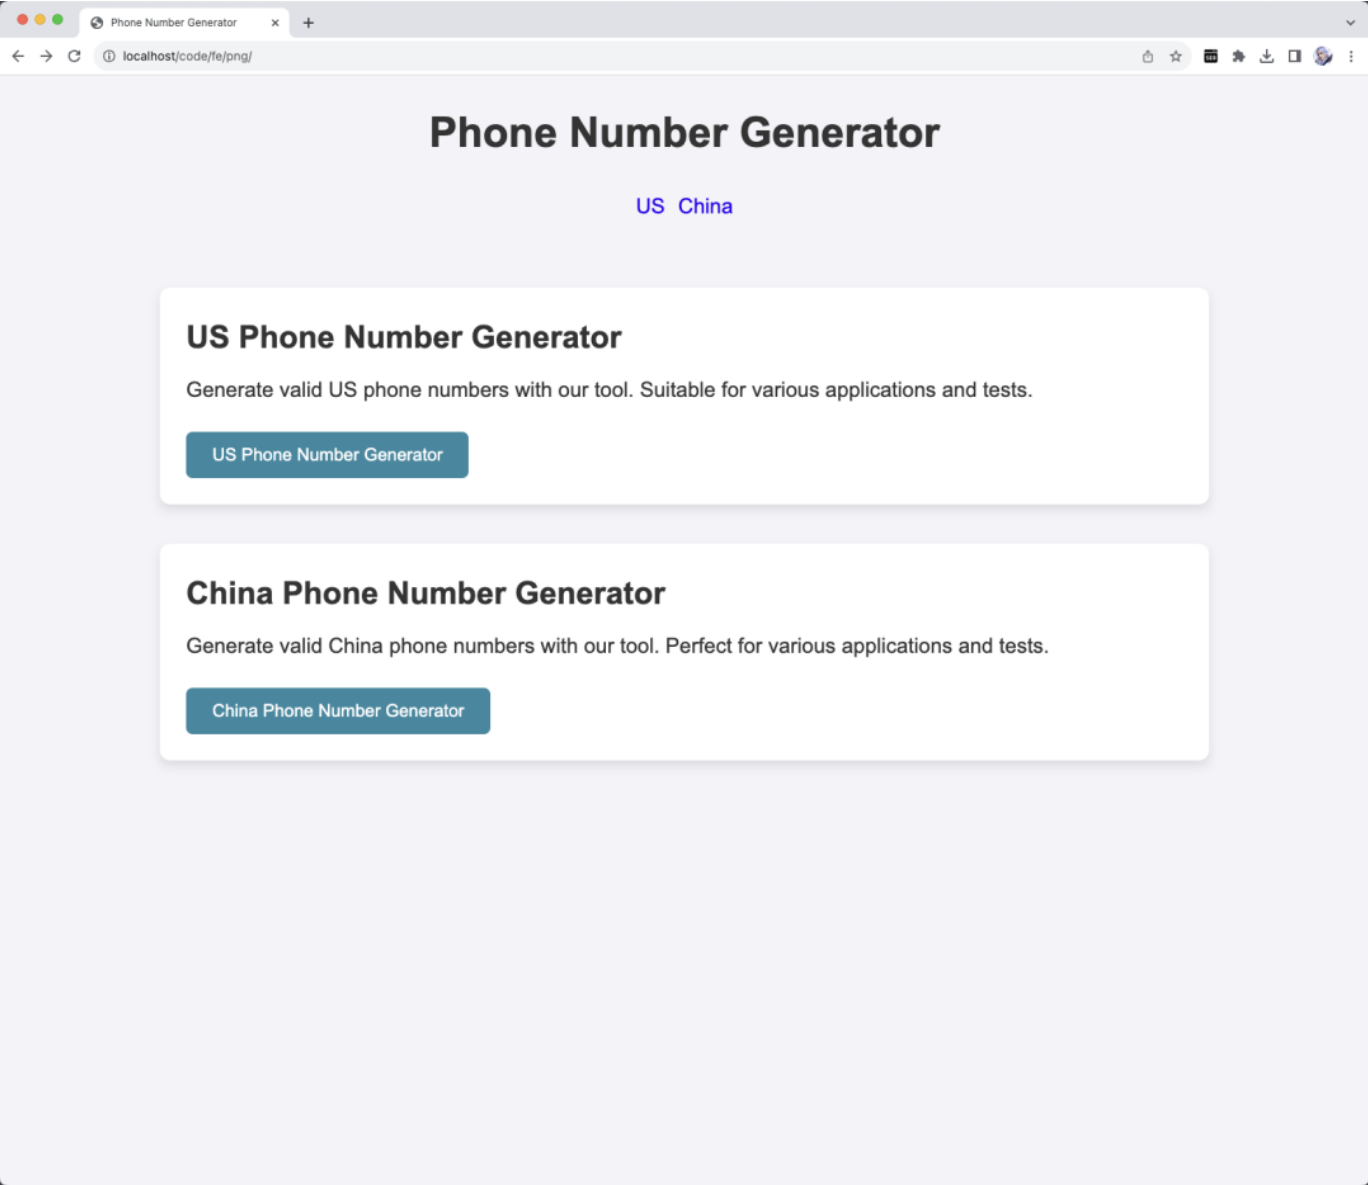 Phone Number Generator
localhost/code/fe/png/
Phone Number Generator
US China
US Phone Number Generator
Generate valid US phone numbers with our tool. Suitable for various applications and tests.
US Phone Number Generator
China Phone Number Generator
Generate valid China phone numbers with our tool. Perfect for various applications and tests.
China Phone Number Generator